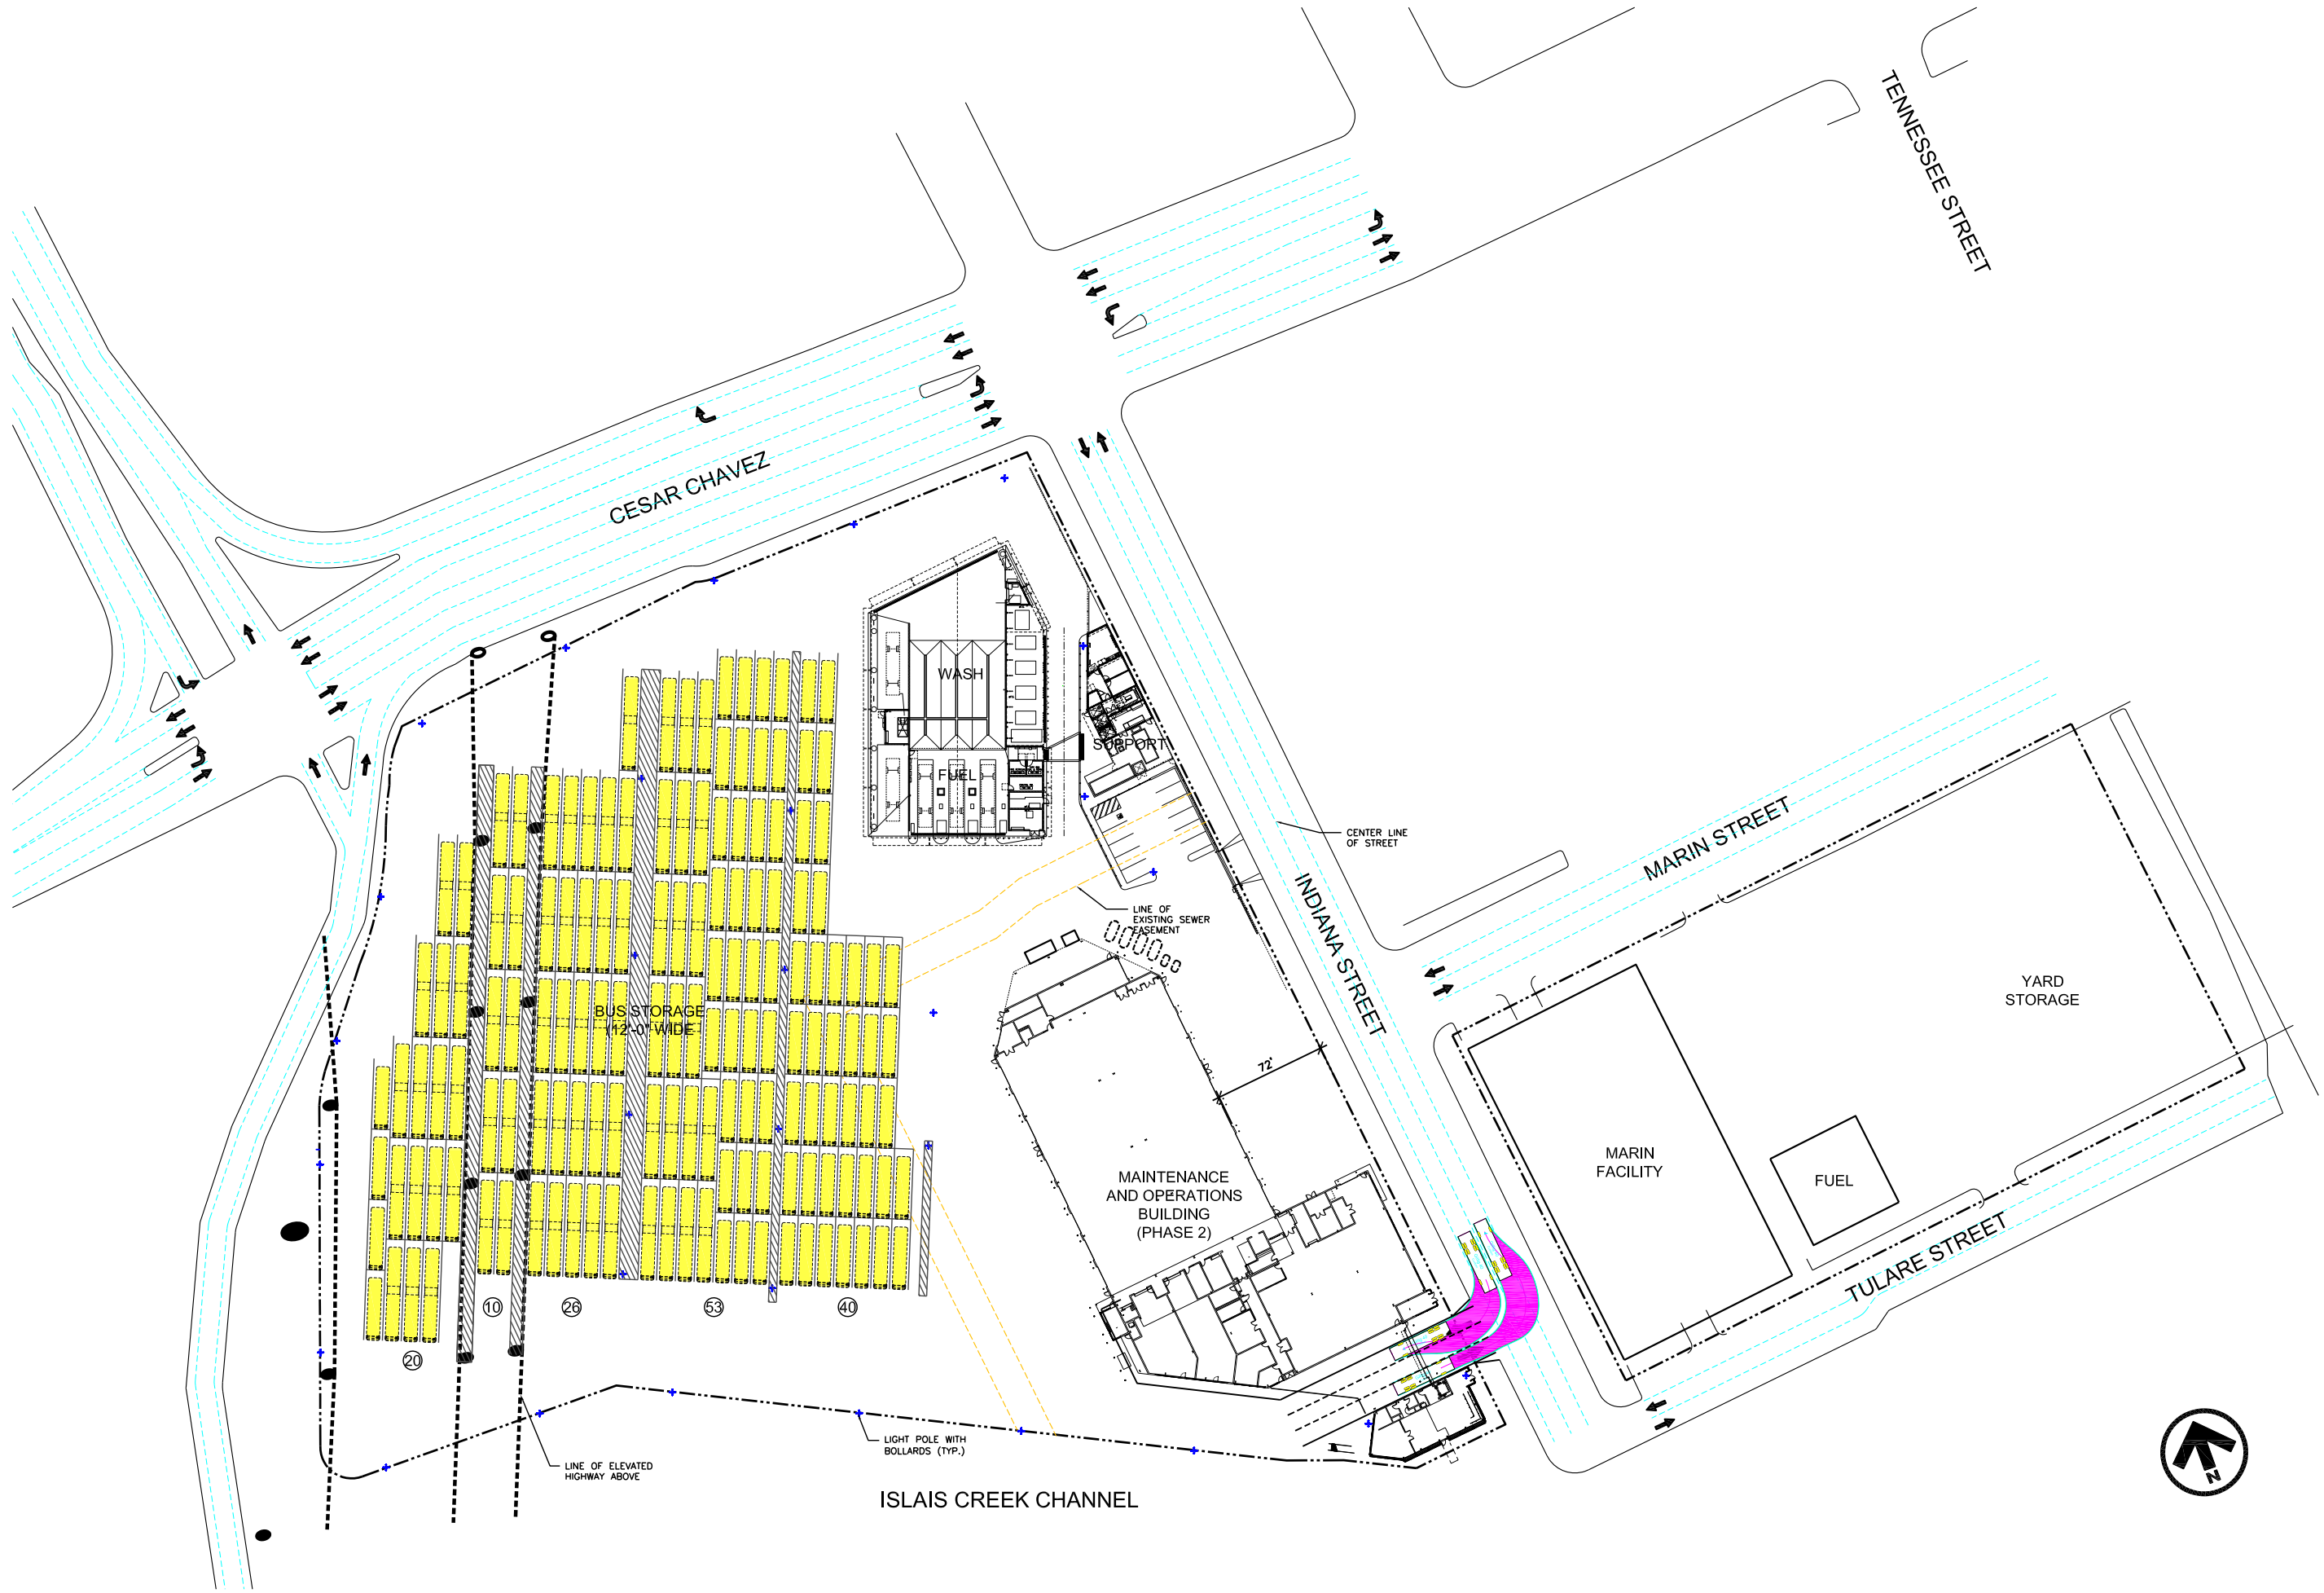 TENNESSEE STREET
CESAR CHAVEZ
WASH
SUPPORT
FUEL
CENTER LINE
OF STREET
MARIN STREET
LINE OF
EXISTING SEWER
EASEMENT
INDIANA STREET
YARD
STORAGE
BUS STORAGE
(12'-0" WIDE
72'
MARIN
FACILITY
FUEL
MAINTENANCE
AND OPERATIONS
BUILDING
(PHASE 2)
TULARE STREET
10
26
53
40
20
LIGHT POLE WITH
BOLLARDS (TYP.)
LINE OF ELEVATED
HIGHWAY ABOVE
ISLAIS CREEK CHANNEL
N